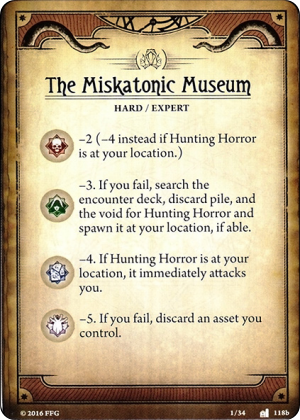 The Miskatonic Museum
HARD / EXPERT
–2 (–4 instead if Hunting Horror
is at your location.)
–3. If you fail, search the
encounter deck, discard pile, and
the void for Hunting Horror and
spawn it at your location, if able.
–4. If Hunting Horror is at your
location, it immediately attacks
you.
–5. If you fail, discard an asset you
control.
© 2016 FFG
1/34
118b